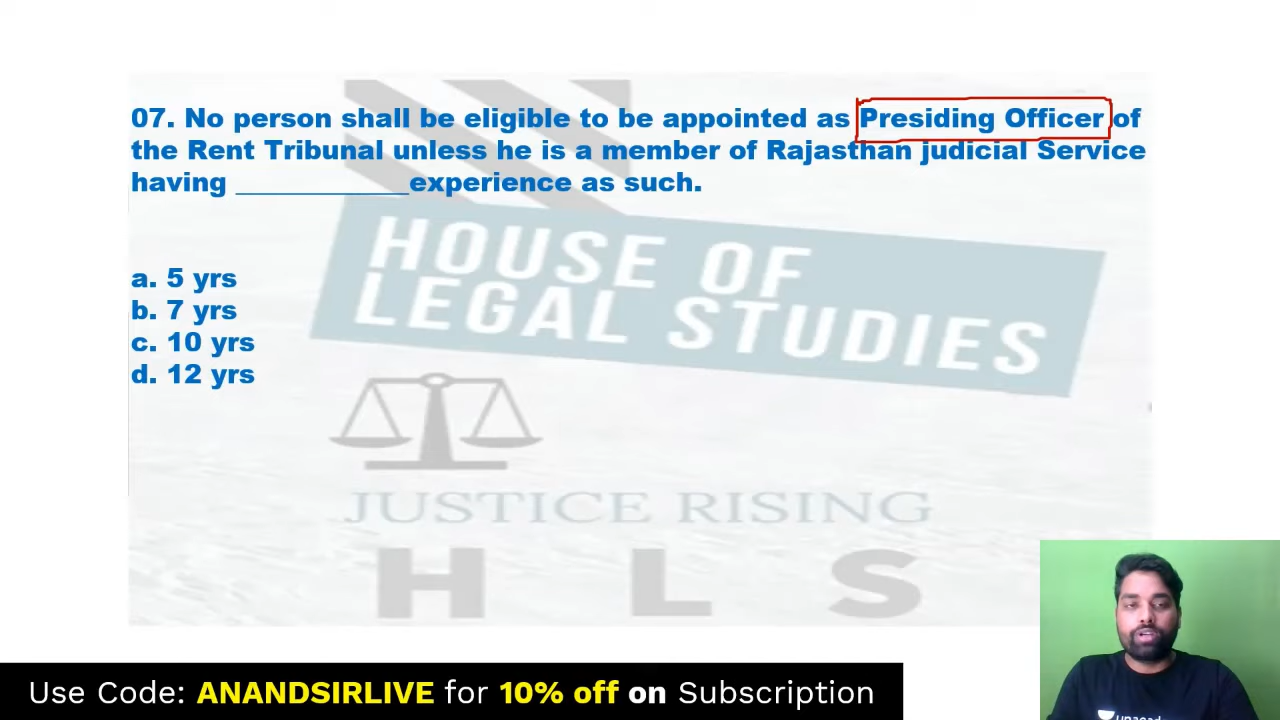 07. No person shall be eligible to be appointed as Presiding Officer of
the Rent Tribunal unless he is a member of Rajasthan judicial Service
having ____________experience as such.
a. 5 yrs
b. 7 yrs
c. 10 yrs
d. 12 yrs
HOUSE OF
LEGAL STUDIES
JUSTICE RISING
H L S
Use Code: ANANDSIRLIVE for 10% off on Subscription